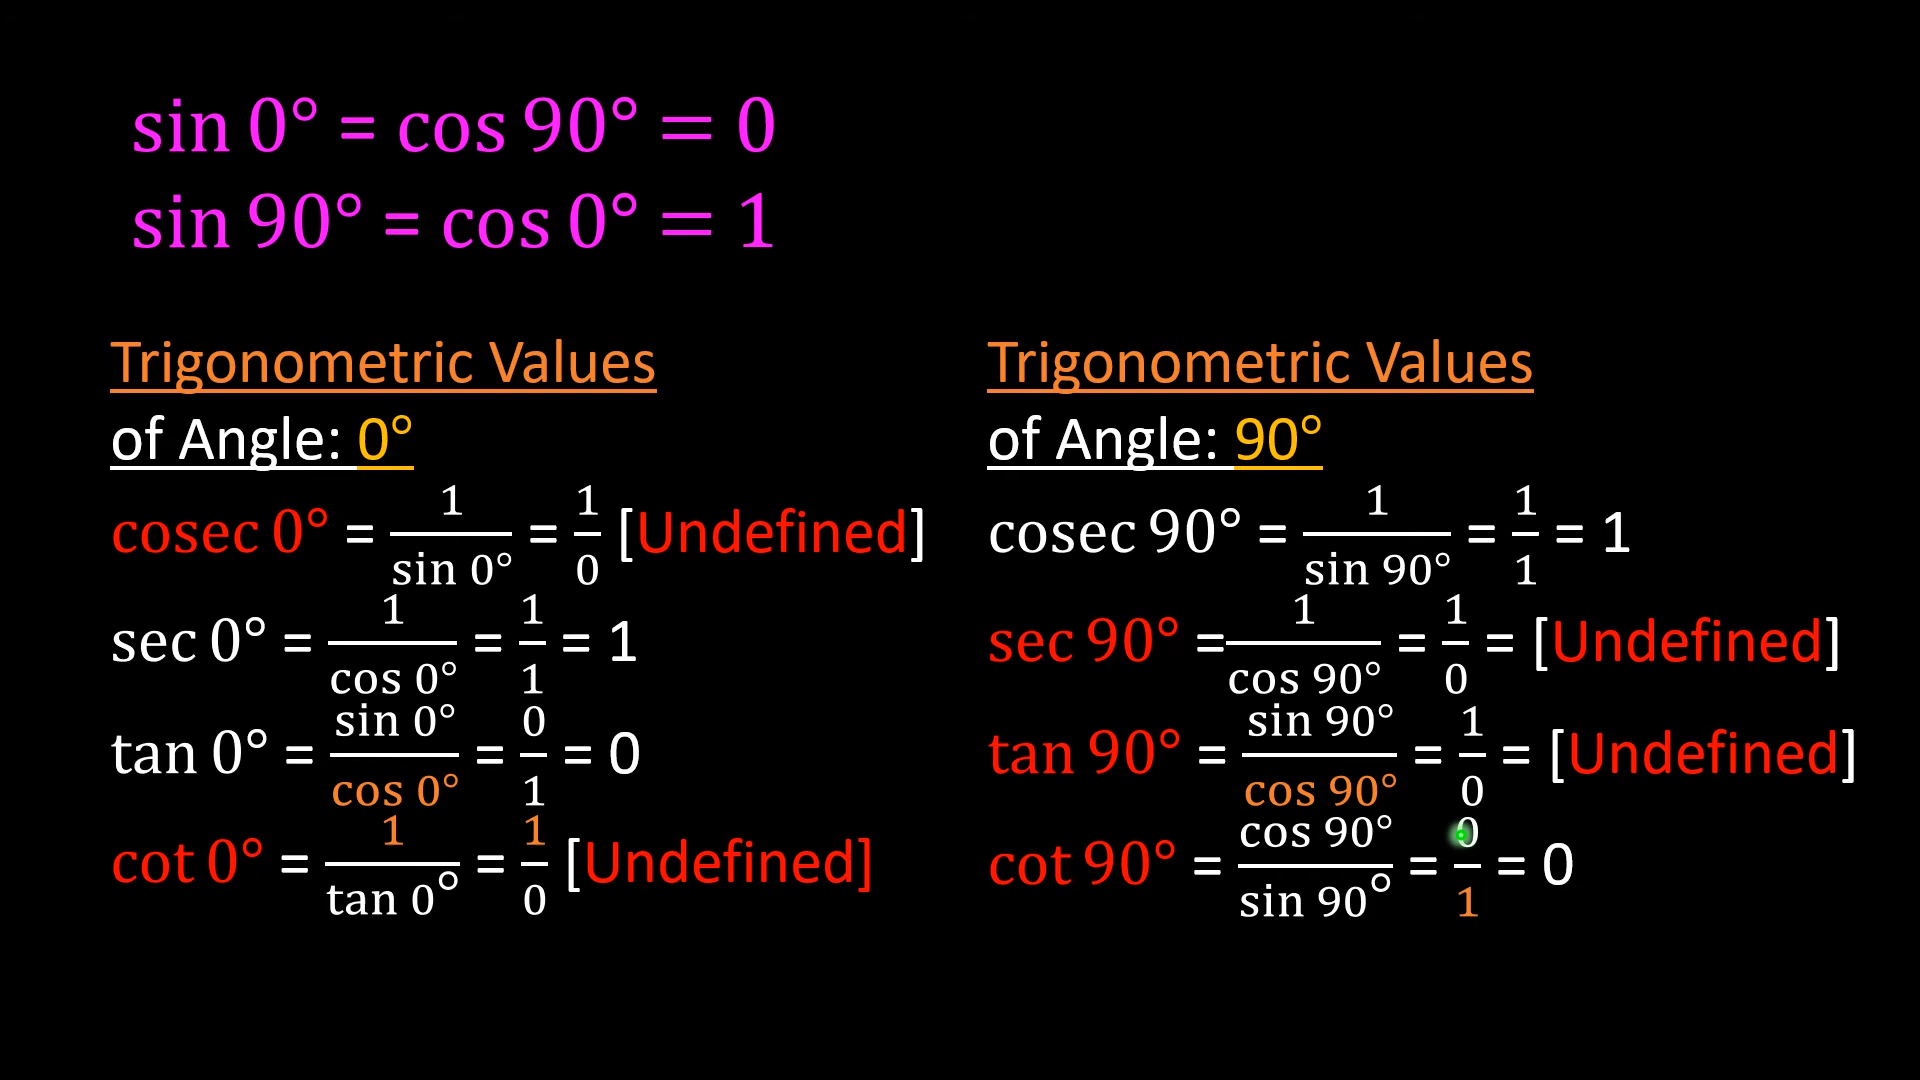 sin 0° = cos 90° = 0
sin 90° = cos 0° = 1
Trigonometric Values
of Angle: 0°
cosec 0° = 1/sin 0° = 1/0 [Undefined]
sec 0° = 1/cos 0° = 1/1 = 1
tan 0° = sin 0°/cos 0° = 0/1 = 0
cot 0° = 1/tan 0° = 1/0 [Undefined]
Trigonometric Values
of Angle: 90°
cosec 90° = 1/sin 90° = 1/1 = 1
sec 90° = 1/cos 90° = 1/0 = [Undefined]
tan 90° = sin 90°/cos 90° = 1/0 = [Undefined]
cot 90° = cos 90°/sin 90° = 0/1 = 0